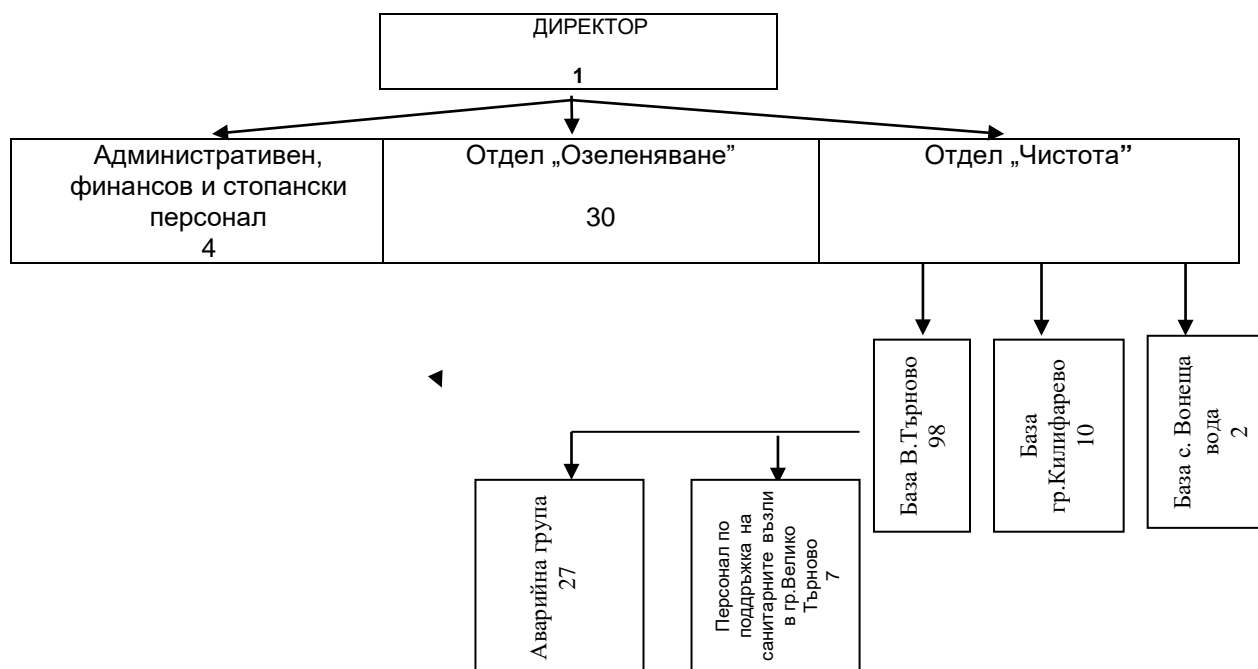 ДИРЕКТОР
1
Административен,
финансов и стопански
персонал
4
Отдел „Озеленяване”
30
Отдел „Чистота”
База В.Търново
98
База
гр.Килифарево
10
База с. Вонеща
вода
2
Аварийна група
27
Персонал по
поддръжка на
санитарните възли
в гр.Велико
Търново
7